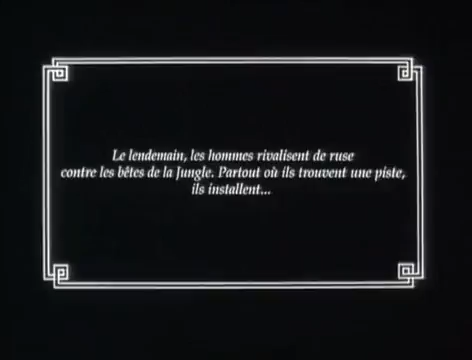 Le lendemain, les hommes rivalisent de ruse
contre les bêtes de la Jungle. Partout où ils trouvent une piste,
ils installent...